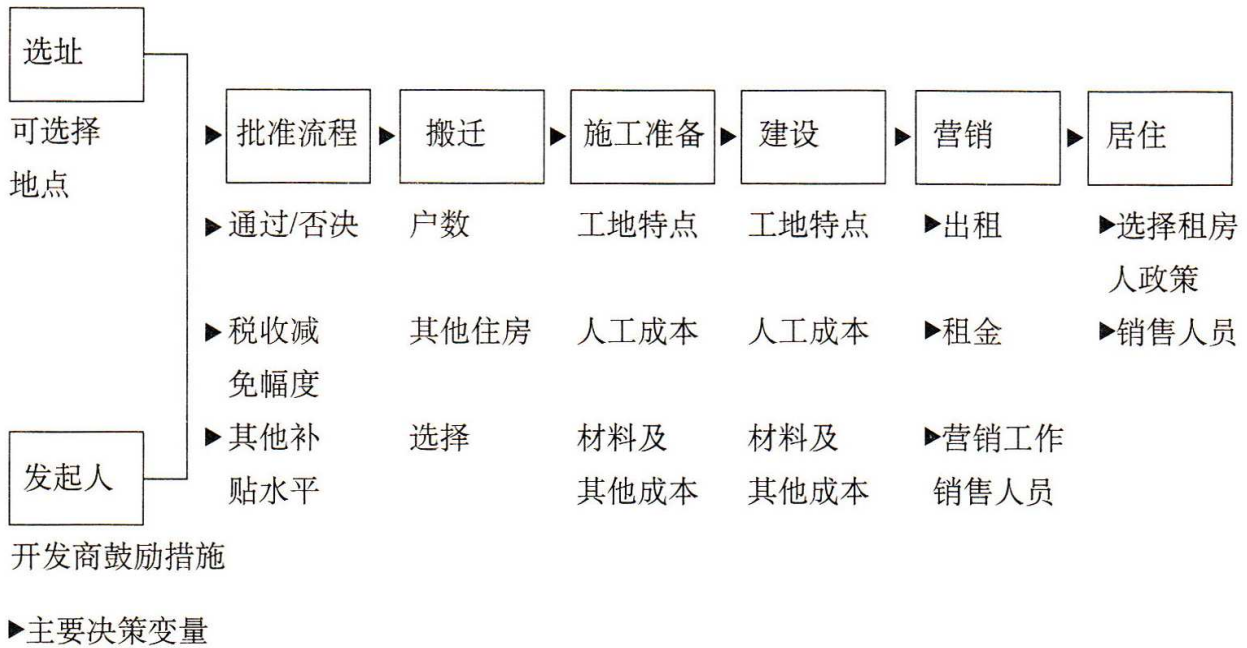 选址
可选择
地点
▶批准流程 ▶搬迁 ▶施工准备 ▶建设 ▶营销 ▶居住
▶通过/否决 户数 工地特点 工地特点 ▶出租 ▶选择租房
人政策
▶税收减 其他住房 人工成本 人工成本 ▶租金 ▶销售人员
免幅度
▶其他补 选择 材料及 材料及 ▶营销工作
贴水平 其他成本 其他成本 销售人员
发起人
开发商鼓励措施
▶主要决策变量